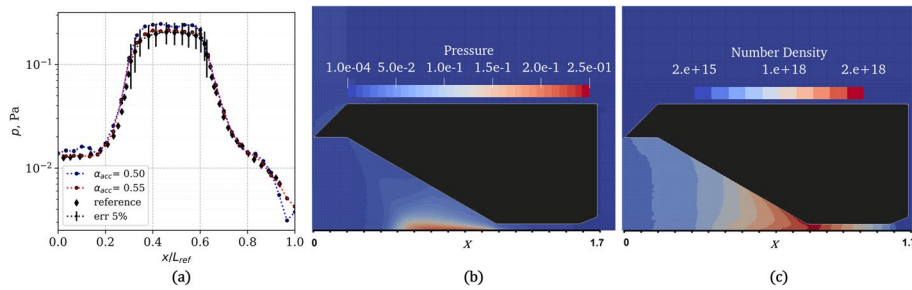 10⁻¹
10⁻²
p, Pa
α_acc= 0.50
α_acc= 0.55
reference
err 5%
0.0 0.2 0.4 0.6 0.8 1.0
x/L_ref
(a)
Pressure
1.0e-04 5.0e-02 1.0e-1 1.5e-1 2.0e-1 2.5e-01
0 X 1.7
(b)
Number Density
2.e+15 1.e+18 2.e+18
0 X 1.
(c)